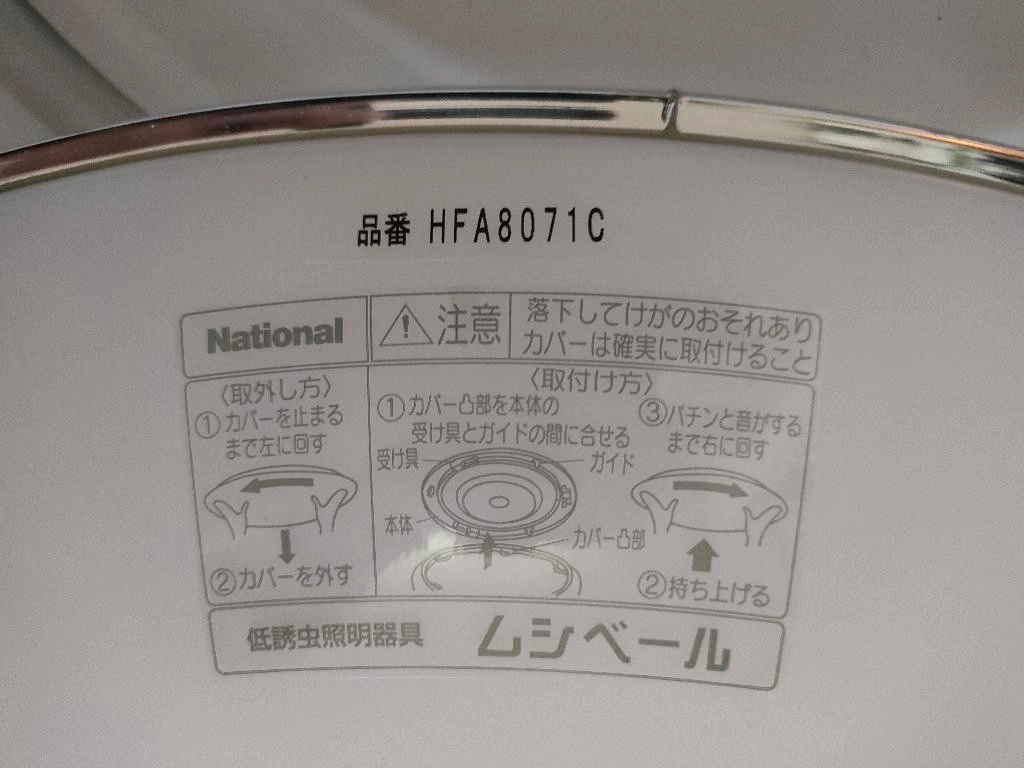 品番 HFA8071C
National
注意
落下してけがのおそれあり
カバーは確実に取付けること
〈取外し方〉
①カバーを止まる
まで左に回す
②カバーを外す
〈取付け方〉
①カバー凸部を本体の
受け具とガイドの間に合せる
受け具
ガイド
本体
カバー凸部
③パチンと音がする
まで右に回す
②持ち上げる
低誘虫照明器具
ムシベール